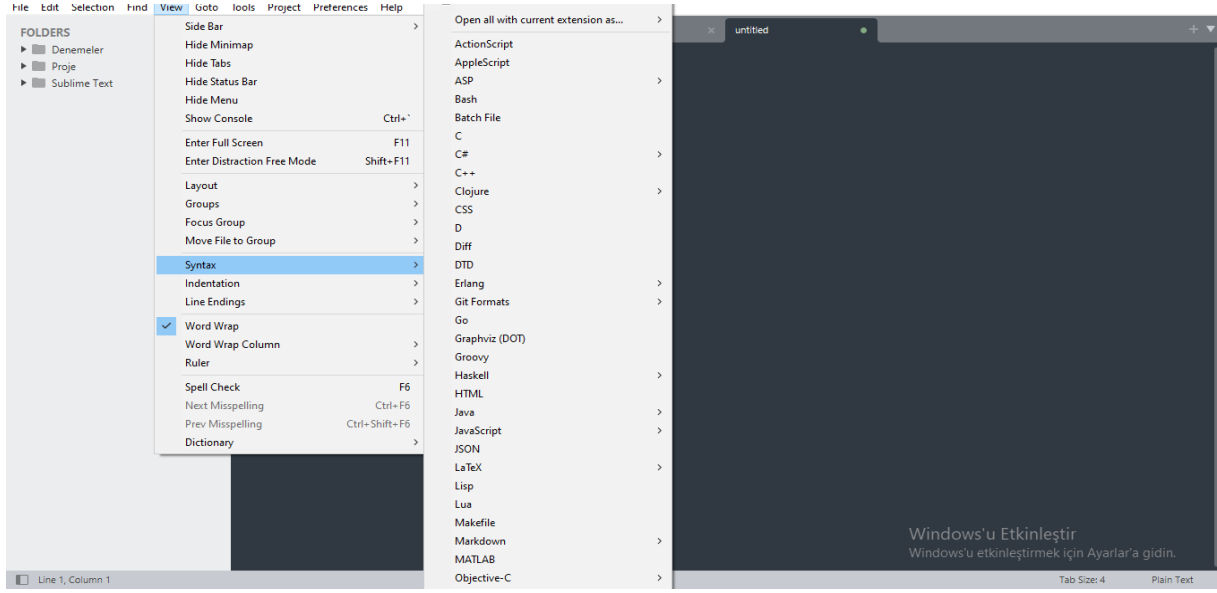 File Edit Selection Find View Goto Tools Project Preferences Help
FOLDERS
Denemeler
Proje
Sublime Text
Side Bar
Hide Minimap
Hide Tabs
Hide Status Bar
Hide Menu
Show Console Ctrl+`
Enter Full Screen F11
Enter Distraction Free Mode Shift+F11
Layout
Groups
Focus Group
Move File to Group
Syntax
Indentation
Line Endings
Word Wrap
Word Wrap Column
Ruler
Spell Check F6
Next Misspelling Ctrl+F6
Prev Misspelling Ctrl+Shift+F6
Dictionary
Open all with current extension as...
ActionScript
AppleScript
ASP
Bash
Batch File
C
C#
C++
Clojure
CSS
D
Diff
DTD
Erlang
Git Formats
Go
Graphviz (DOT)
Groovy
Haskell
HTML
Java
JavaScript
JSON
LaTeX
Lisp
Lua
Makefile
Markdown
MATLAB
Objective-C
untitled
Windows'u Etkinleştir
Windows'u etkinleştirmek için Ayarlar'a gidin.
Line 1, Column 1
Tab Size: 4 Plain Text